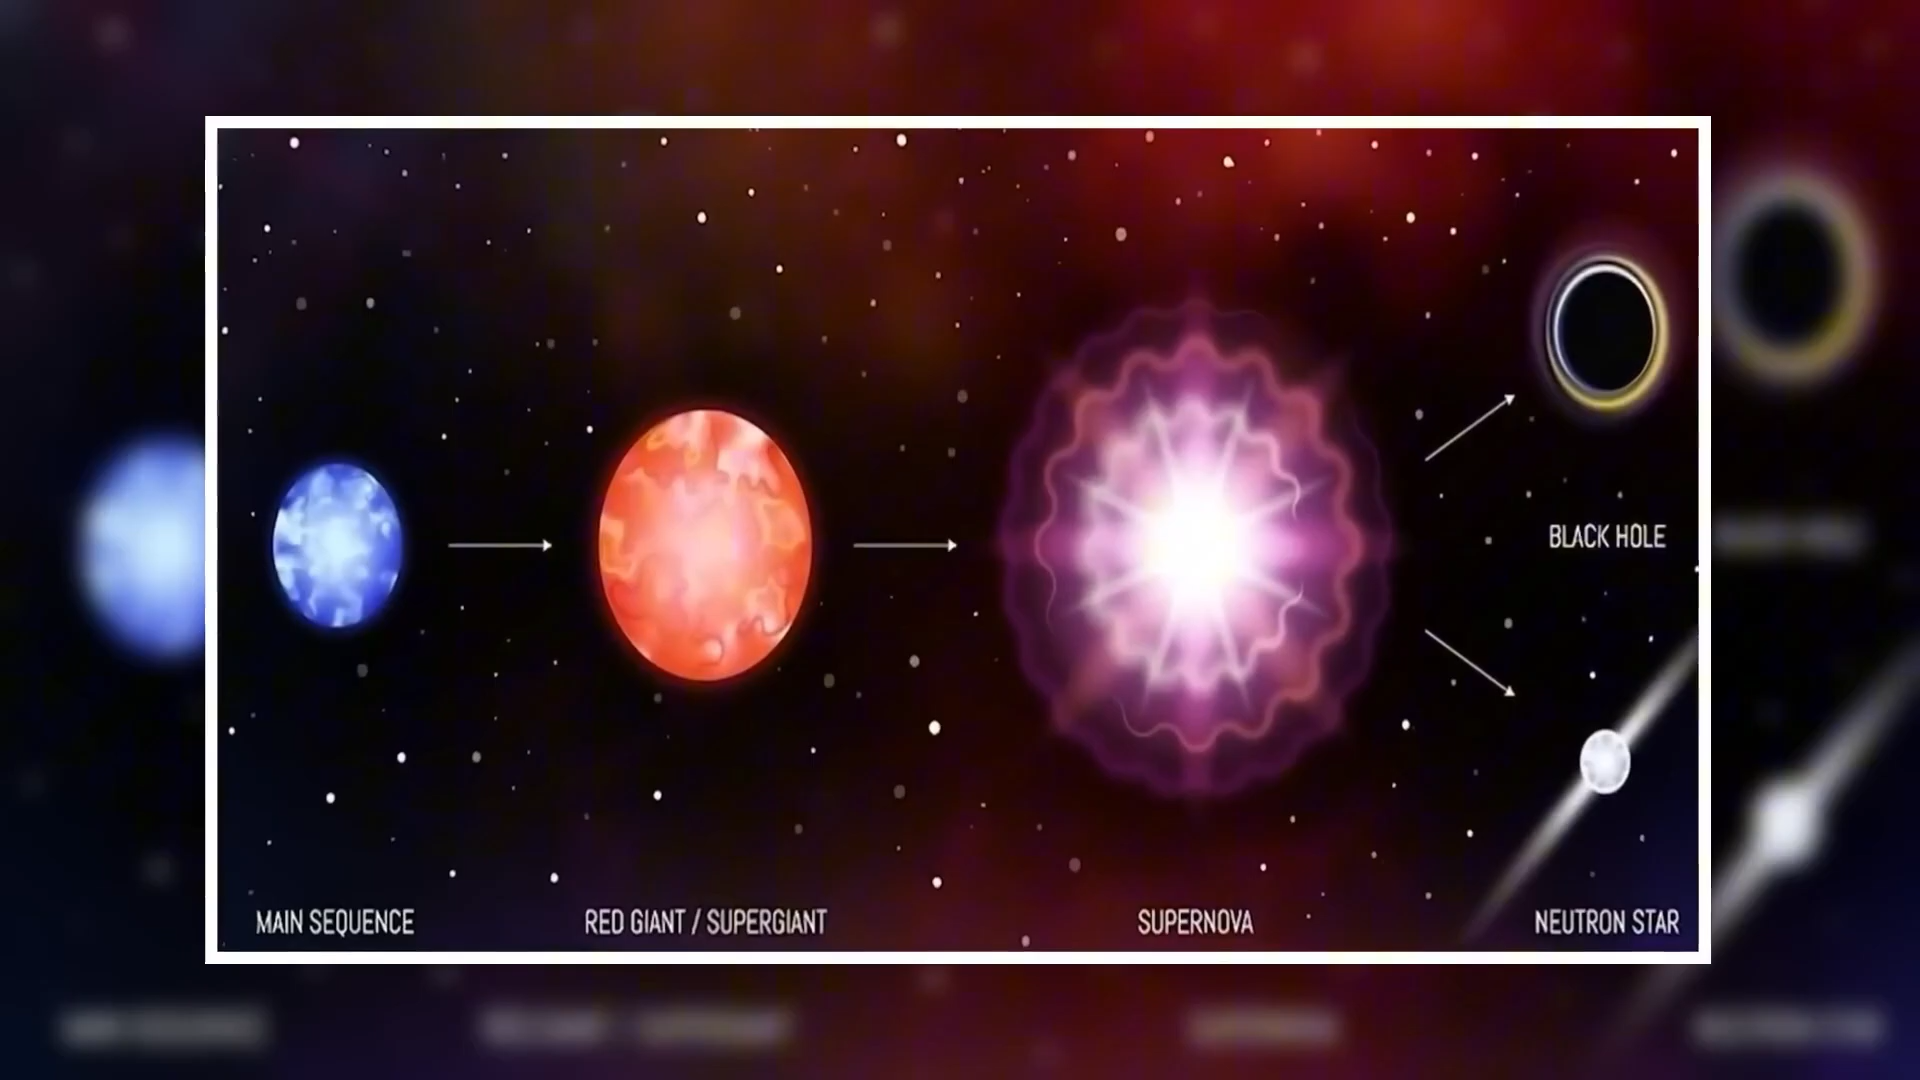 BLACK HOLE
MAIN SEQUENCE
RED GIANT / SUPERGIANT
SUPERNOVA
NEUTRON STAR